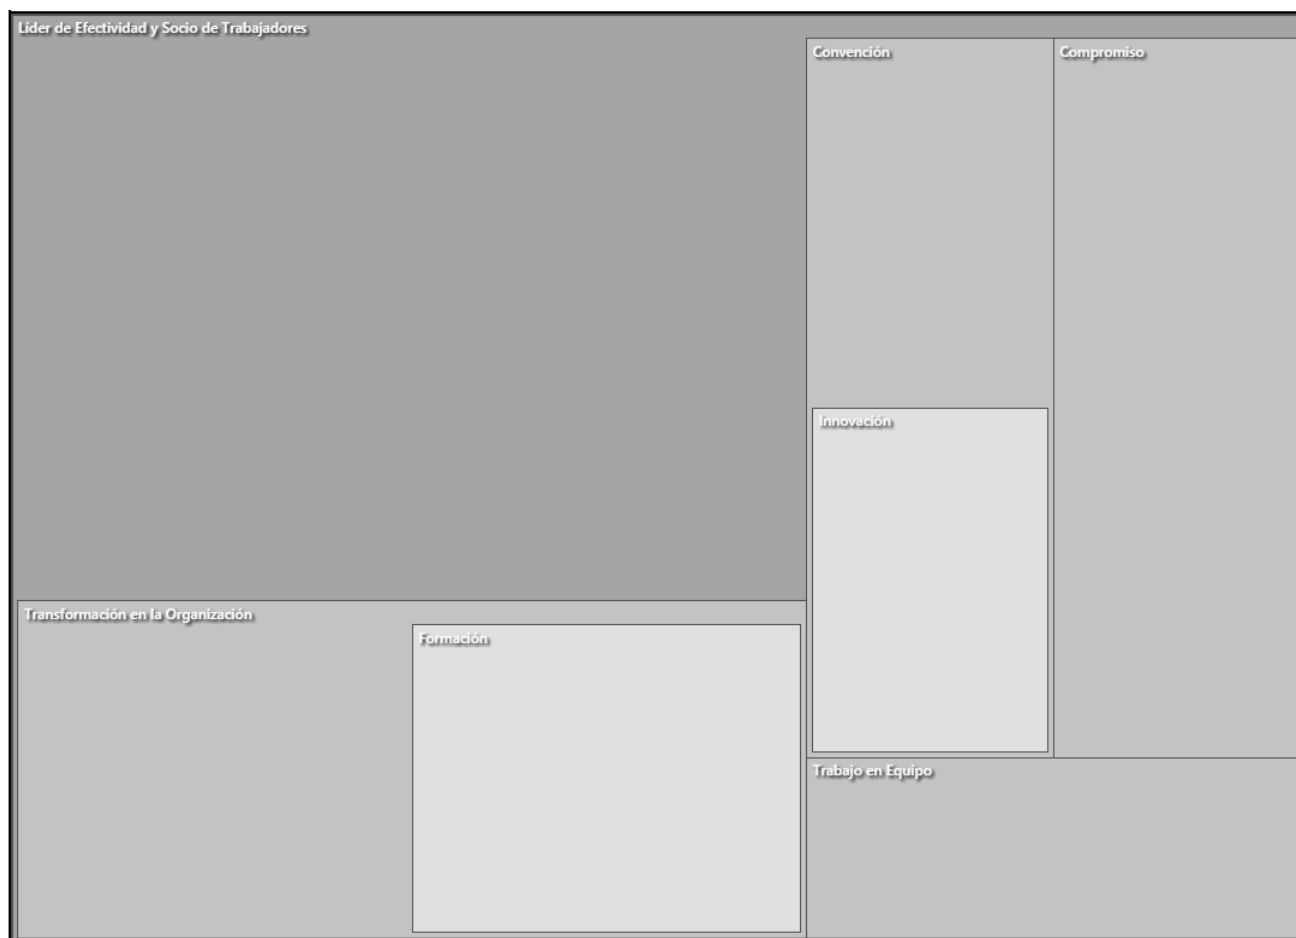 Líder de Efectividad y Socio de Trabajadores
Convención
Compromiso
Innovación
Transformación en la Organización
Formación
Trabajo en Equipo